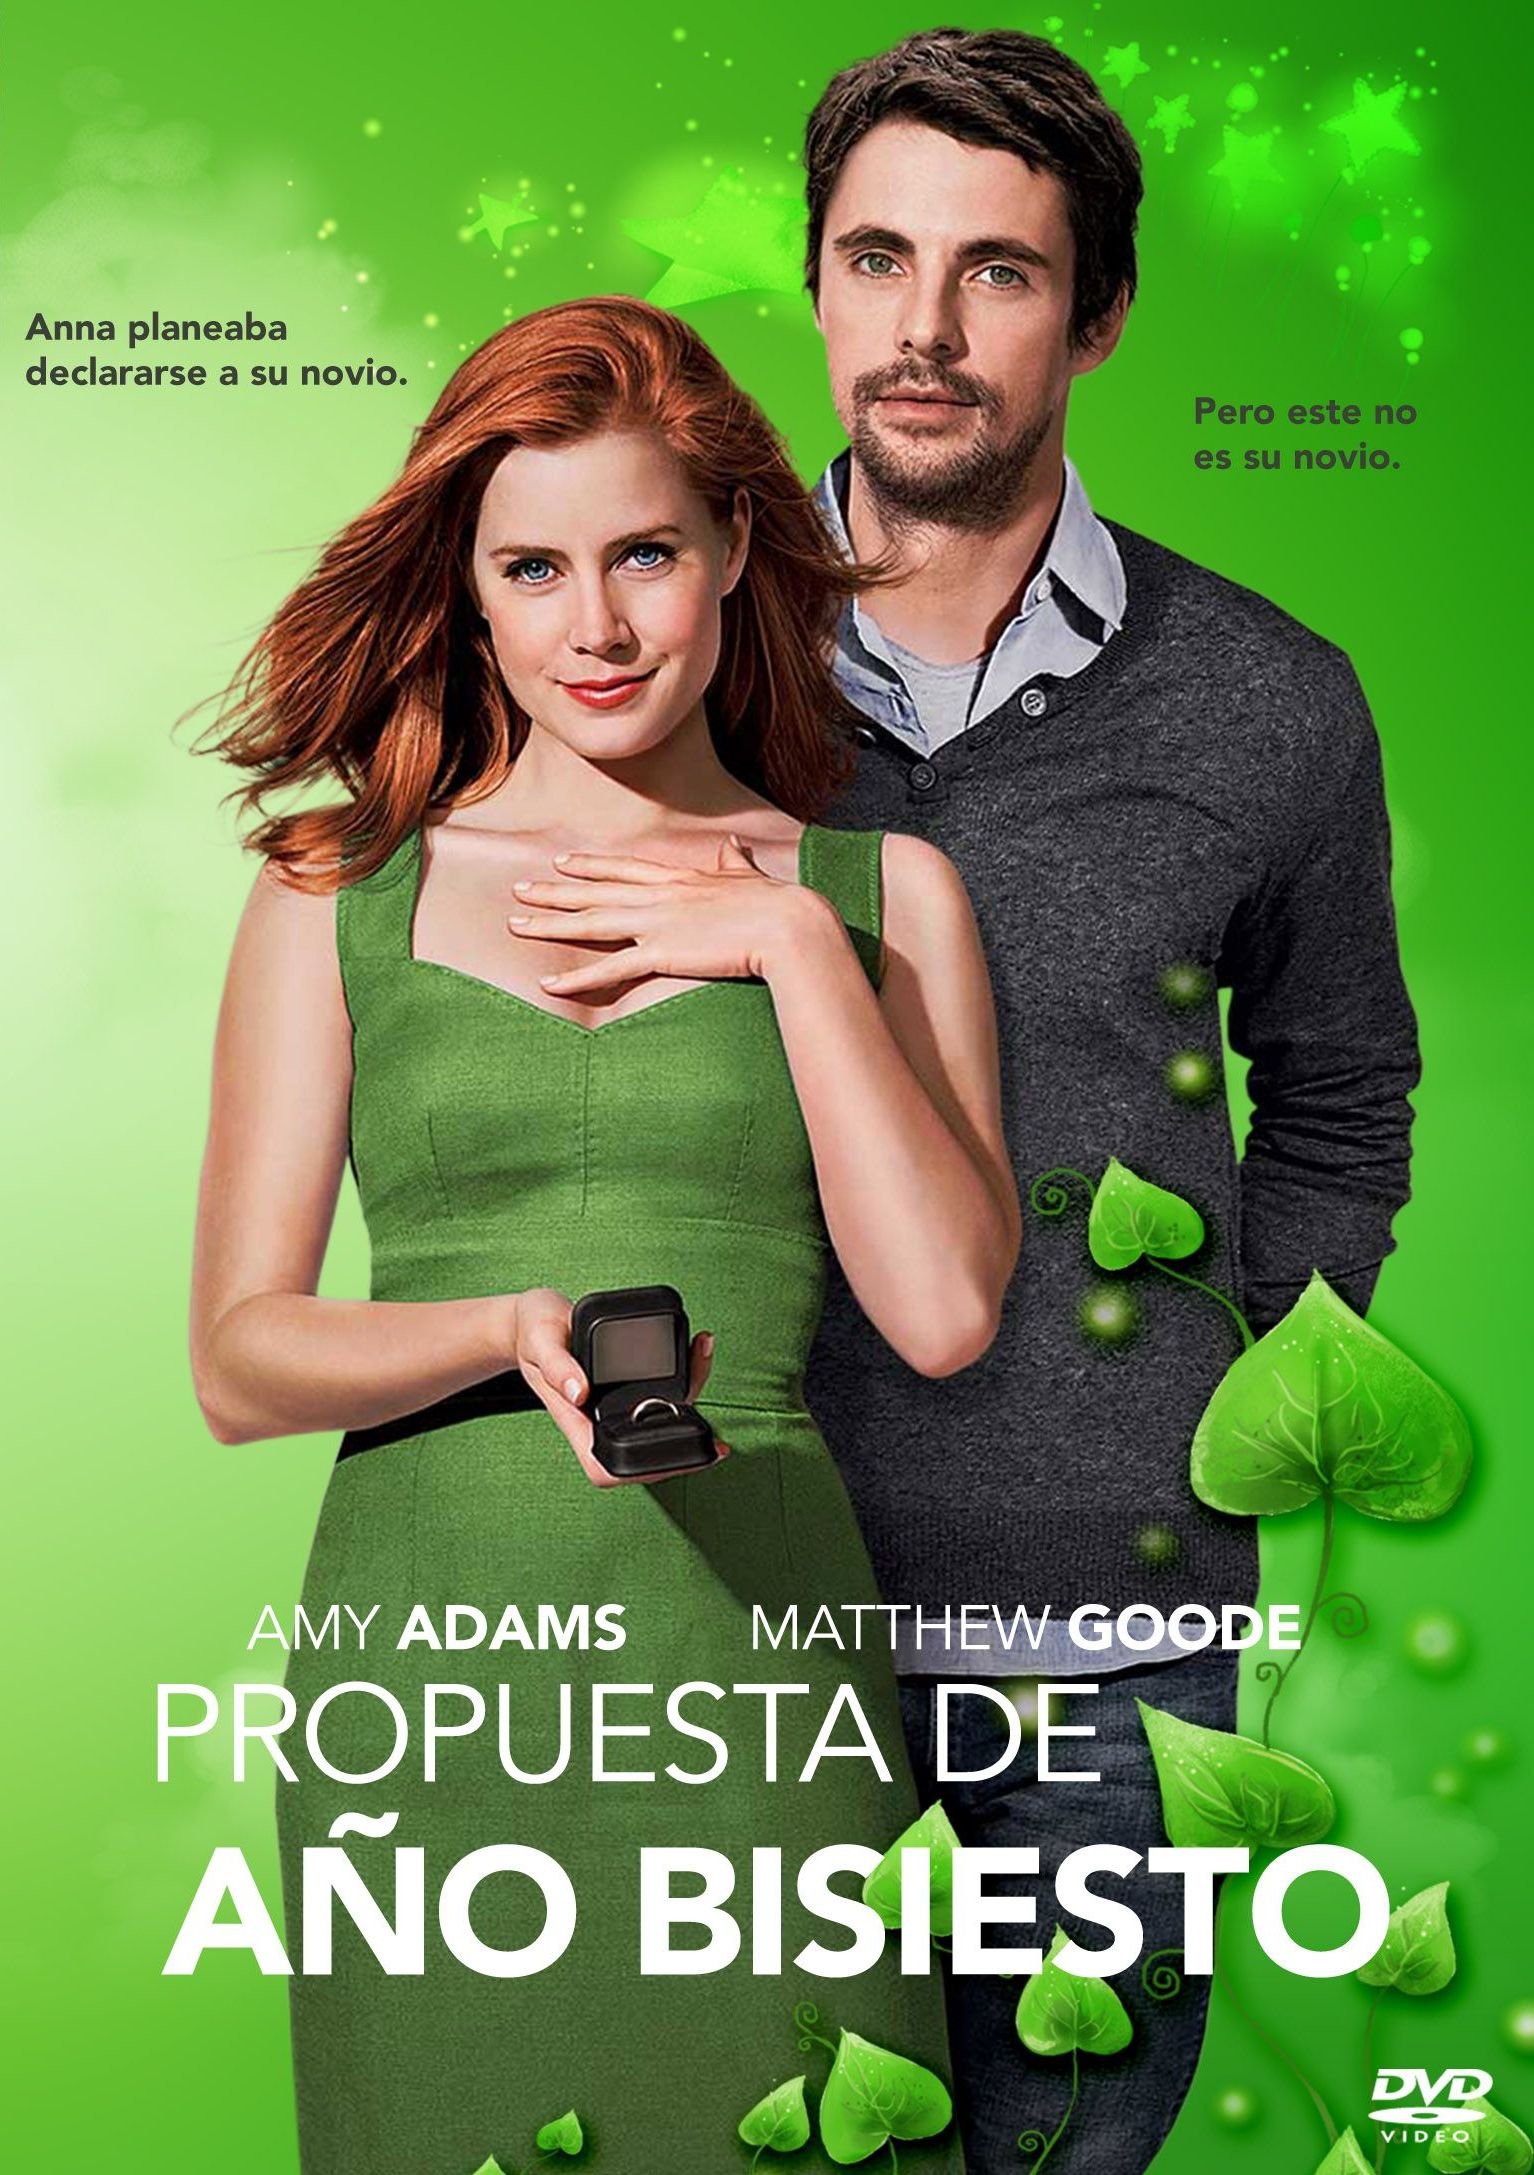 Anna planeaba
declararse a su novio.
Pero este no
es su novio.
AMY ADAMS MATTHEW GOODE
PROPUESTA DE
AÑO BISIESTO
DVD
VIDEO